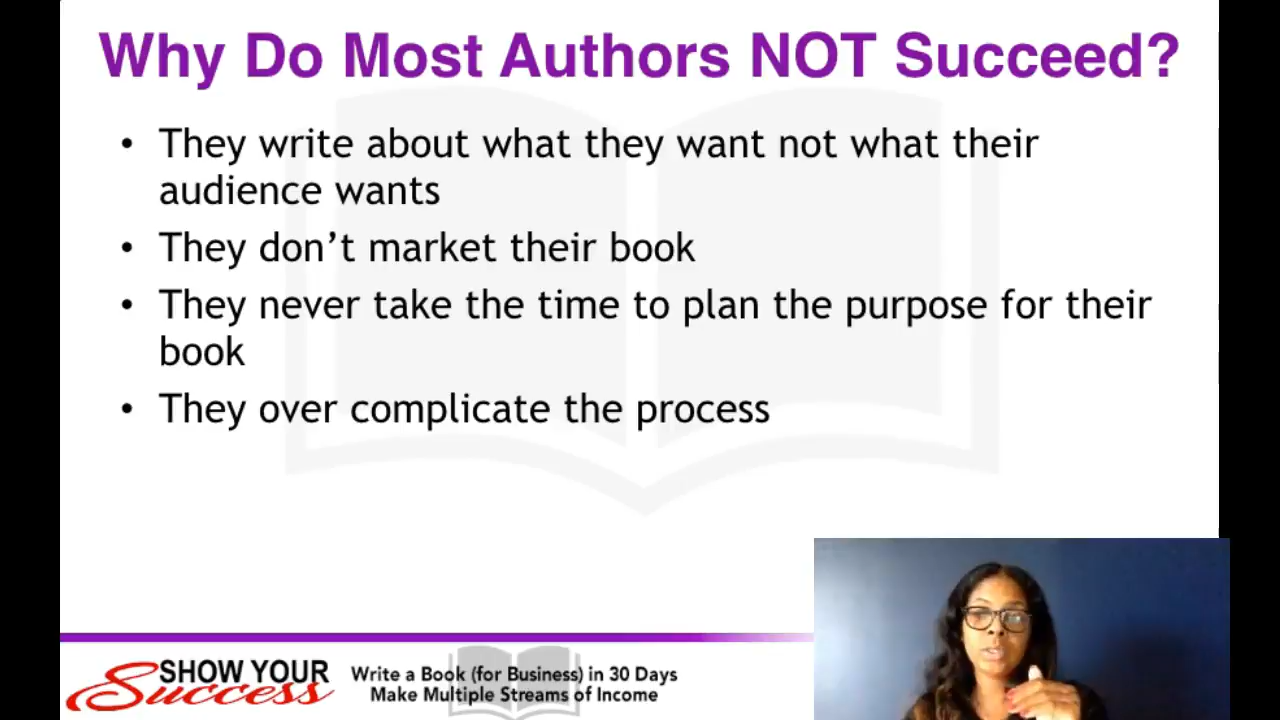 Why Do Most Authors NOT Succeed?
• They write about what they want not what their
audience wants
• They don’t market their book
• They never take the time to plan the purpose for their
book
• They over complicate the process
SHOW YOUR
Success
Write a Book (for Business) in 30 Days
Make Multiple Streams of Income